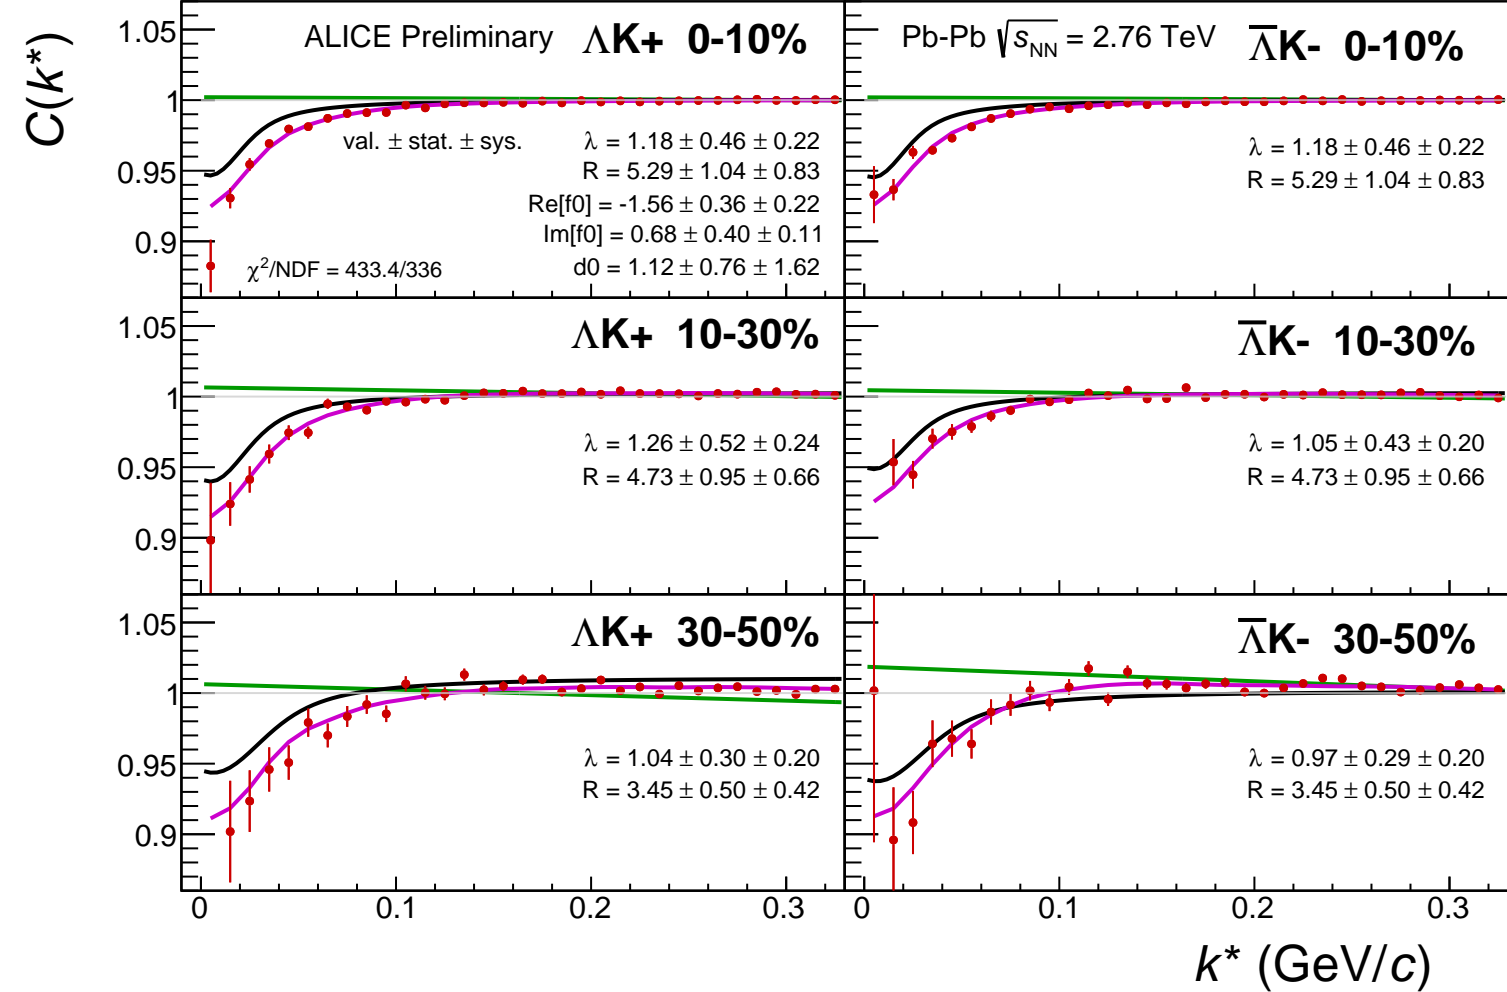 C(k*)
ALICE Preliminary ΛK+ 0-10%
val. ± stat. ± sys.
λ = 1.18 ± 0.46 ± 0.22
R = 5.29 ± 1.04 ± 0.83
Re[f0] = -1.56 ± 0.36 ± 0.22
Im[f0] = 0.68 ± 0.40 ± 0.11
d0 = 1.12 ± 0.76 ± 1.62
χ²/NDF = 433.4/336
1.05
1
0.95
0.9
Pb-Pb √sNN = 2.76 TeV Λ̅K- 0-10%
λ = 1.18 ± 0.46 ± 0.22
R = 5.29 ± 1.04 ± 0.83
ΛK+ 10-30%
λ = 1.26 ± 0.52 ± 0.24
R = 4.73 ± 0.95 ± 0.66
1.05
1
0.95
0.9
Λ̅K- 10-30%
λ = 1.05 ± 0.43 ± 0.20
R = 4.73 ± 0.95 ± 0.66
ΛK+ 30-50%
λ = 1.04 ± 0.30 ± 0.20
R = 3.45 ± 0.50 ± 0.42
1.05
1
0.95
0.9
Λ̅K- 30-50%
λ = 0.97 ± 0.29 ± 0.20
R = 3.45 ± 0.50 ± 0.42
0 0.1 0.2 0.3 0 0.1 0.2 0.3
k* (GeV/c)